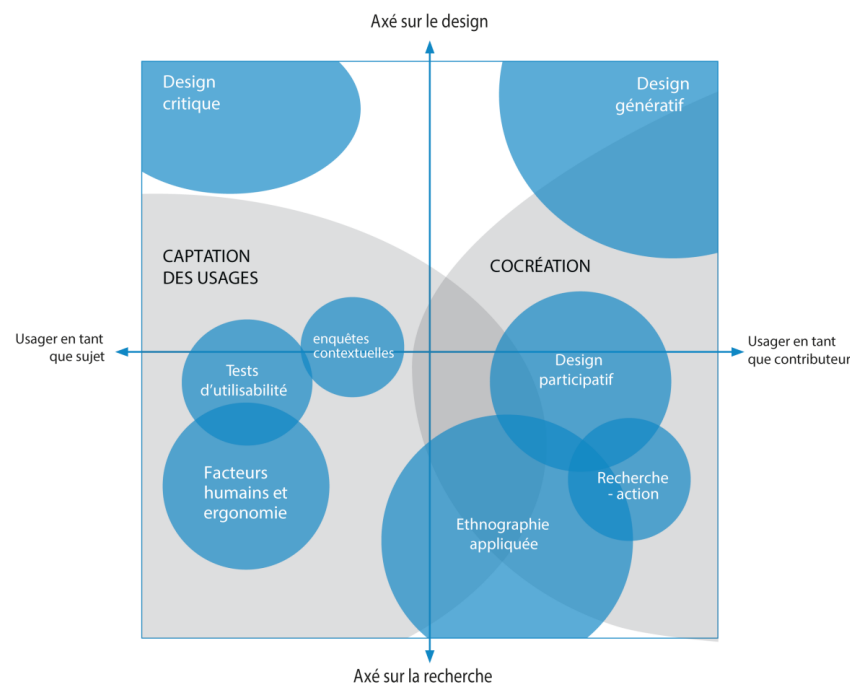 Axé sur le design
Design
critique
Design
génératif
CAPTATION
DES USAGES
COCRÉATION
Usager en tant
que sujet
enquêtes
contextuelles
Usager en tant
que contributeur
Tests
d’utilisabilité
Design
participatif
Facteurs
humains et
ergonomie
Recherche
- action
Ethnographie
appliquée
Axé sur la recherche